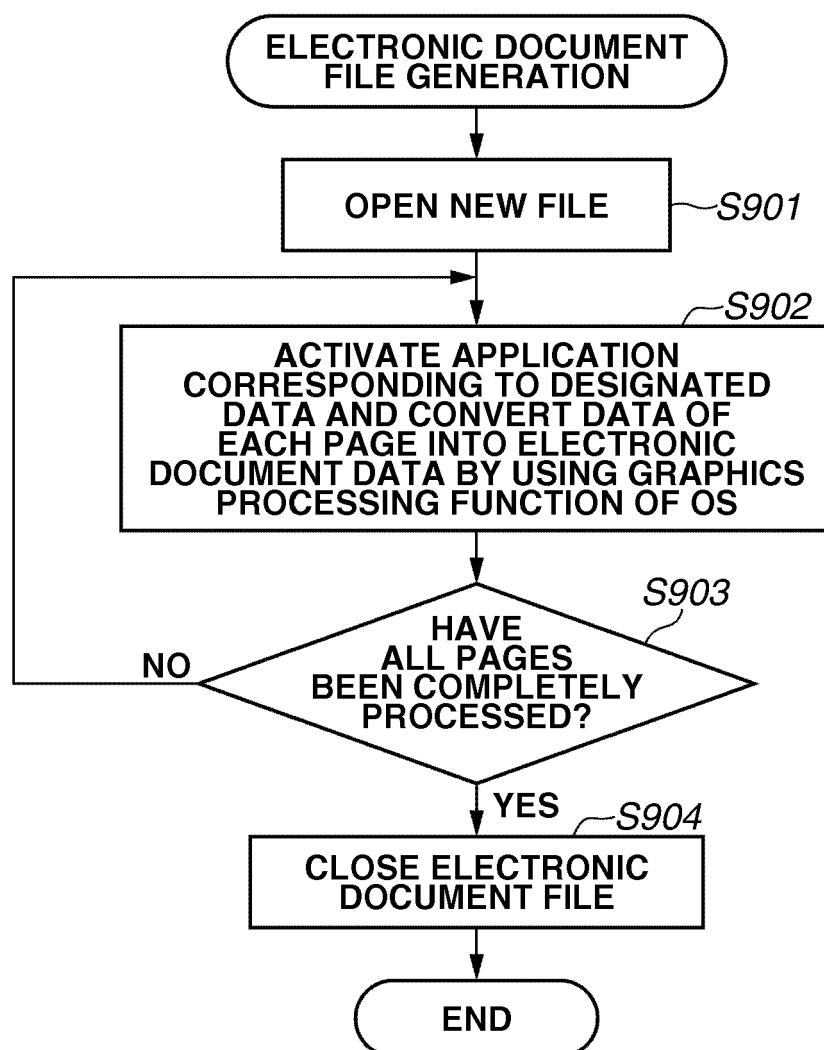 ELECTRONIC DOCUMENT
FILE GENERATION
OPEN NEW FILE
S901
S902
ACTIVATE APPLICATION
CORRESPONDING TO DESIGNATED
DATA AND CONVERT DATA OF
EACH PAGE INTO ELECTRONIC
DOCUMENT DATA BY USING GRAPHICS
PROCESSING FUNCTION OF OS
S903
HAVE
ALL PAGES
BEEN COMPLETELY
PROCESSED?
NO
YES
S904
CLOSE ELECTRONIC
DOCUMENT FILE
END